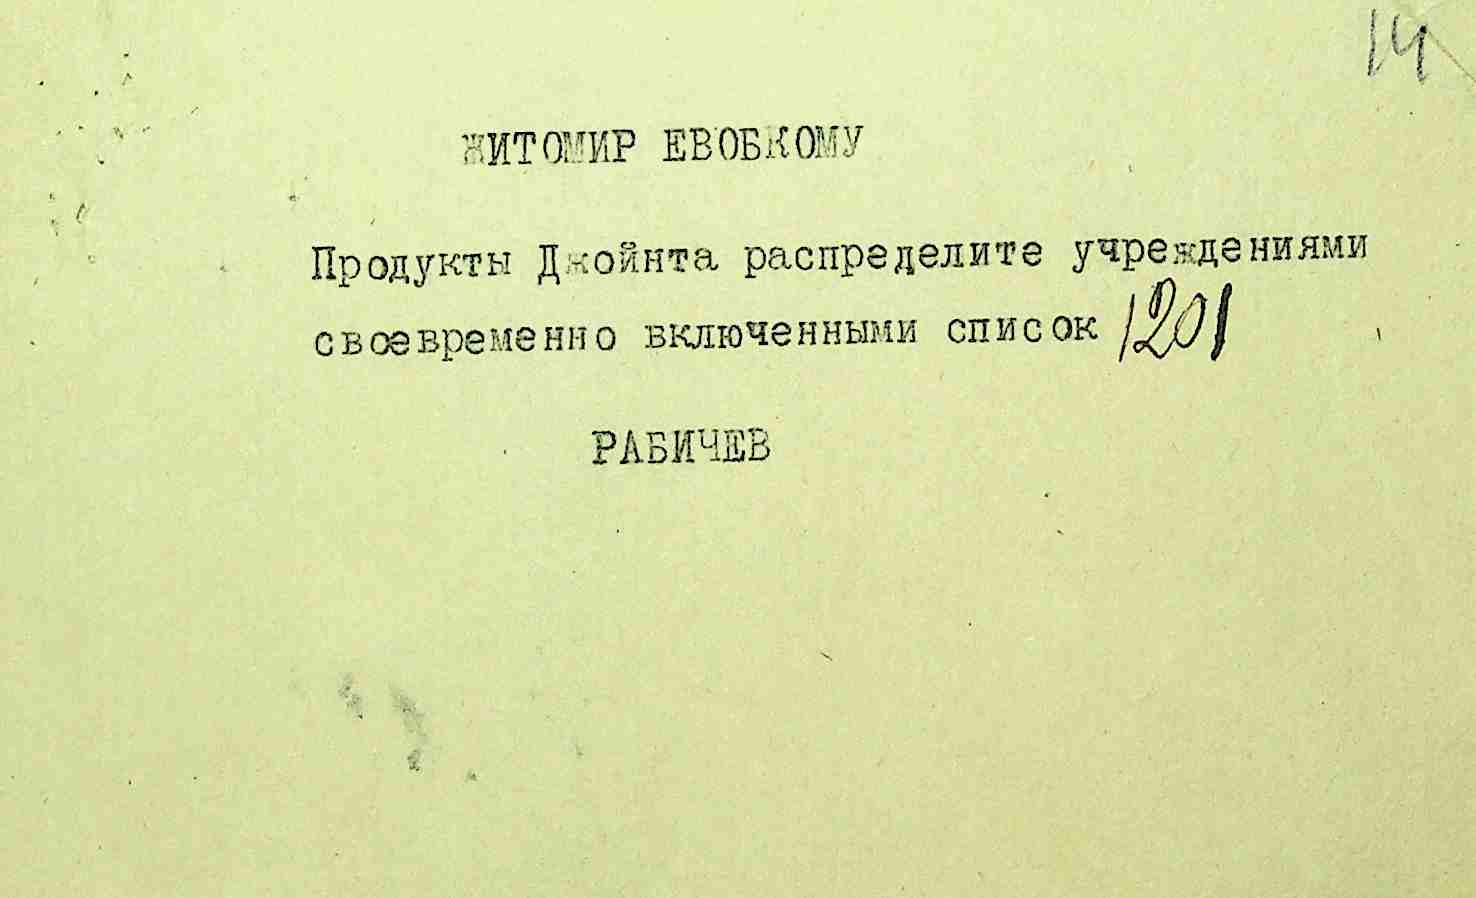 14
ЖИТОМИР ЕВОБКОМУ
Продукты Джойнта распределите учреждениями
своевременно включенными список 1201
РАБИЧЕВ